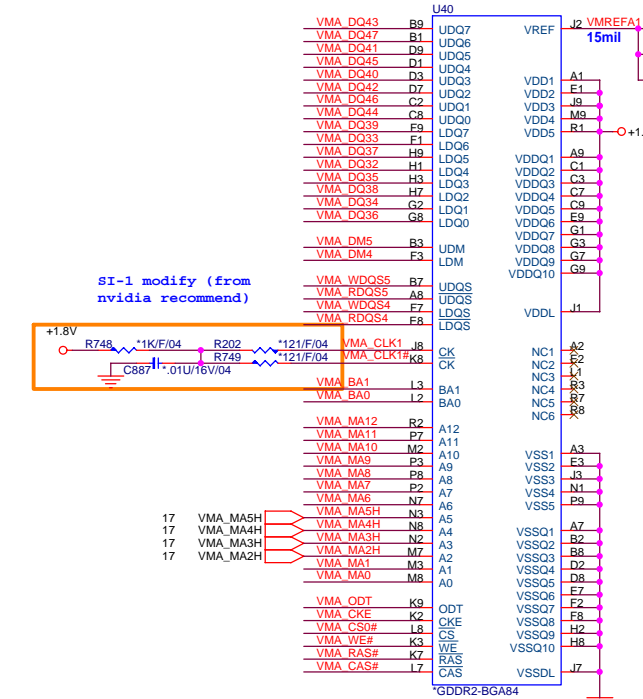 U40
VMA_DQ43 B9 UDQ7 VREF J2 VMREFA1
VMA_DQ47 B1 UDQ6 15mil
VMA_DQ41 D9 UDQ5
VMA_DQ45 D1 UDQ4
VMA_DQ40 D3 UDQ3 VDD1 A1
VMA_DQ42 D7 UDQ2 VDD2 E1
VMA_DQ46 C2 UDQ1 VDD3 J9
VMA_DQ44 C8 UDQ0 VDD4 M9
VMA_DQ39 F9 LDQ7 VDD5 R1 +1.
VMA_DQ33 F1 LDQ6
VMA_DQ37 H9 LDQ5 VDDQ1 A9
VMA_DQ32 H1 LDQ4 VDDQ2 C1
VMA_DQ35 H3 LDQ3 VDDQ3 C3
VMA_DQ38 H7 LDQ2 VDDQ4 C7
VMA_DQ34 G2 LDQ1 VDDQ5 C9
VMA_DQ36 G8 LDQ0 VDDQ6 E9
VDDQ7 G1
VMA_DM5 B3 UDM VDDQ8 G3
VMA_DM4 F3 LDM VDDQ9 G7
VDDQ10 G9
SI-1 modify (from
nvidia recommend)
VMA_WDQS5 B7 UDQS
VMA_RDQS5 A8 UDQS
VMA_WDQS4 F7 LDQS VDDL J1
VMA_RDQS4 E8 LDQS
+1.8V
R748 *1K/F/04 R202 *121/F/04 VMA_CLK1 J8 CK NC1 A2
C887 *.01U/16V/04 R749 *121/F/04 VMA_CLK1# K8 CK NC2 E2
NC3 L1
VMA_BA1 L3 BA1 NC4 R3
VMA_BA0 L2 BA0 NC5 R7
NC6 R8
VMA_MA12 R2 A12
VMA_MA11 P7 A11
VMA_MA10 M2 A10 VSS1 A3
VMA_MA9 P3 A9 VSS2 E3
VMA_MA8 P8 A8 VSS3 J3
VMA_MA7 P2 A7 VSS4 N1
VMA_MA6 N7 A6 VSS5 P9
17 VMA_MA5H VMA_MA5H N3 A5
17 VMA_MA4H VMA_MA4H N8 A4 VSSQ1 A7
17 VMA_MA3H VMA_MA3H N2 A3 VSSQ2 B2
17 VMA_MA2H VMA_MA2H M7 A2 VSSQ3 B8
VMA_MA1 M3 A1 VSSQ4 D2
VMA_MA0 M8 A0 VSSQ5 D8
VSSQ6 E7
VMA_ODT K9 ODT VSSQ7 F2
VMA_CKE K2 CKE VSSQ8 F8
VMA_CS0# L8 CS VSSQ9 H2
VMA_WE# K3 WE VSSQ10 H8
VMA_RAS# K7 RAS
VMA_CAS# L7 CAS VSSDL J7
*GDDR2-BGA84